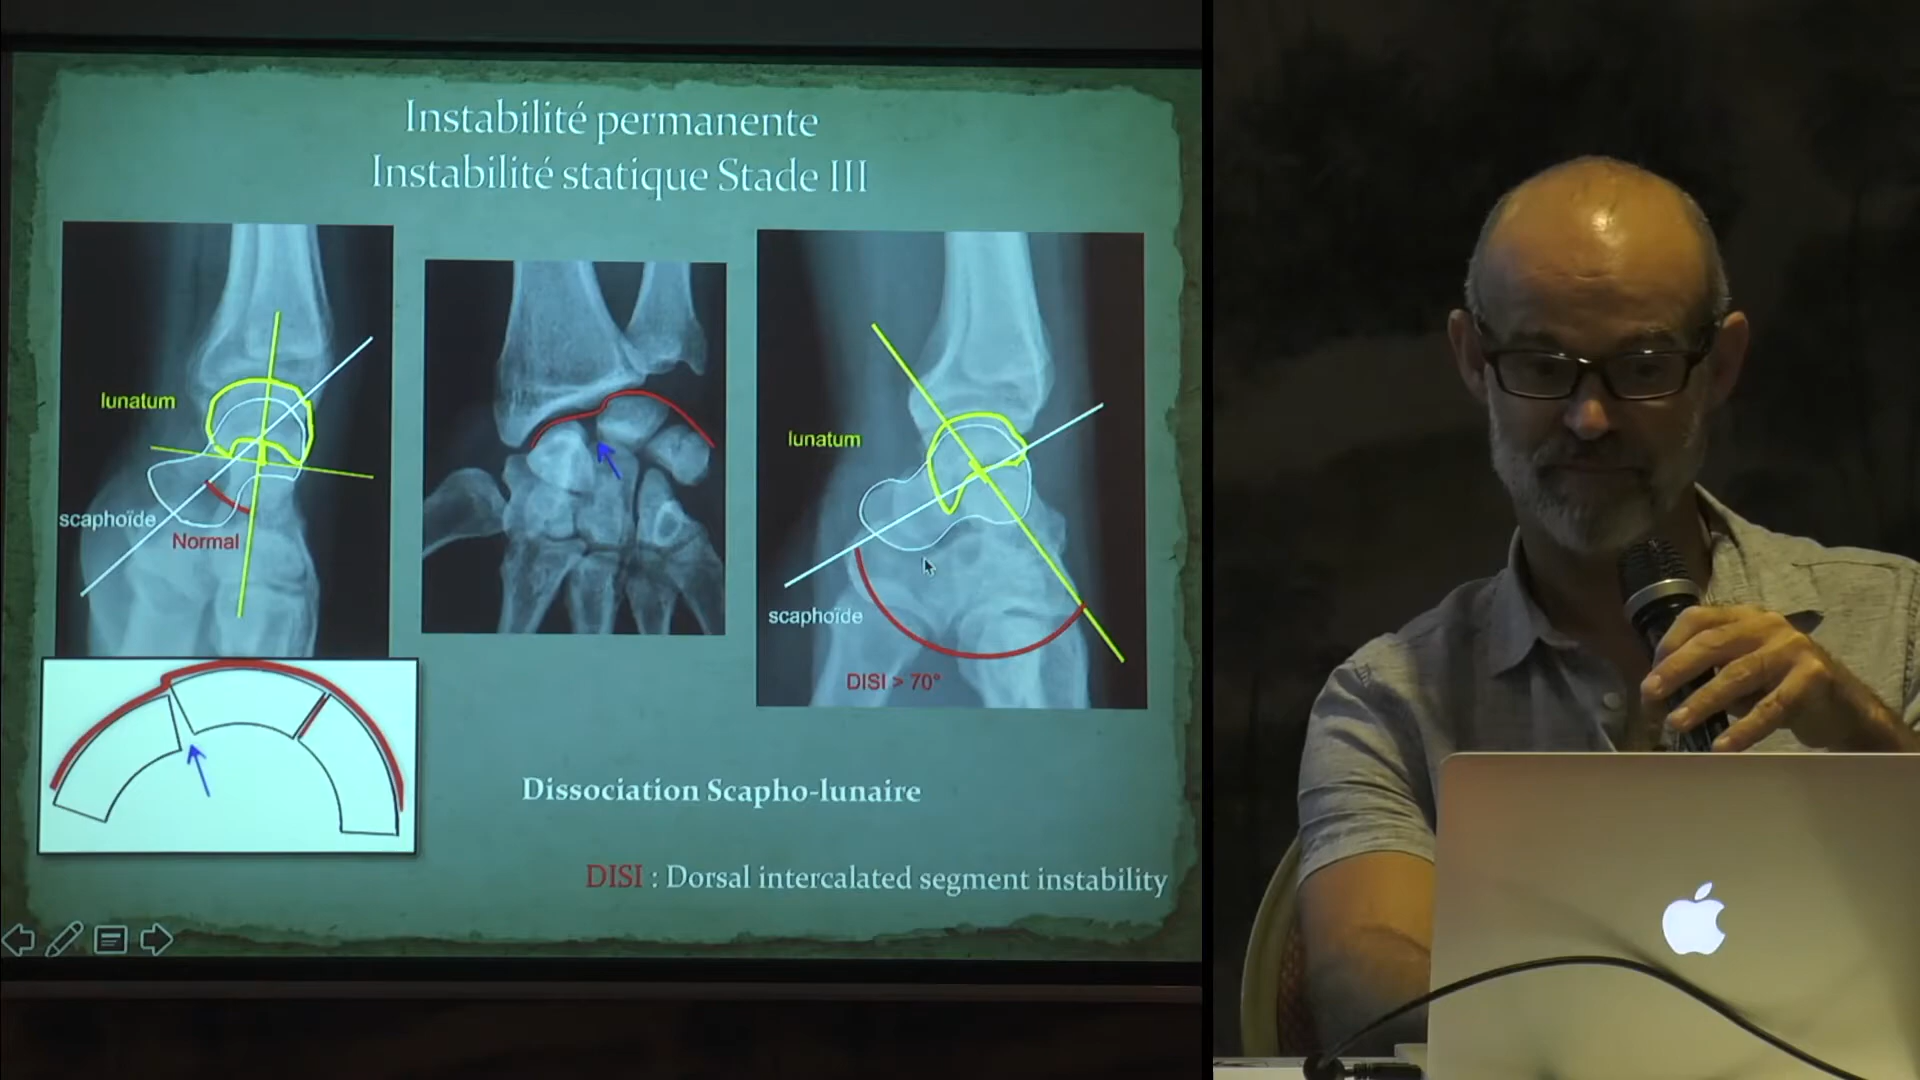 Instabilité permanente
Instabilité statique Stade III
lunatum
scaphoïde
Normal
lunatum
scaphoïde
DISI > 70°
Dissociation Scapho-lunaire
DISI : Dorsal intercalated segment instability